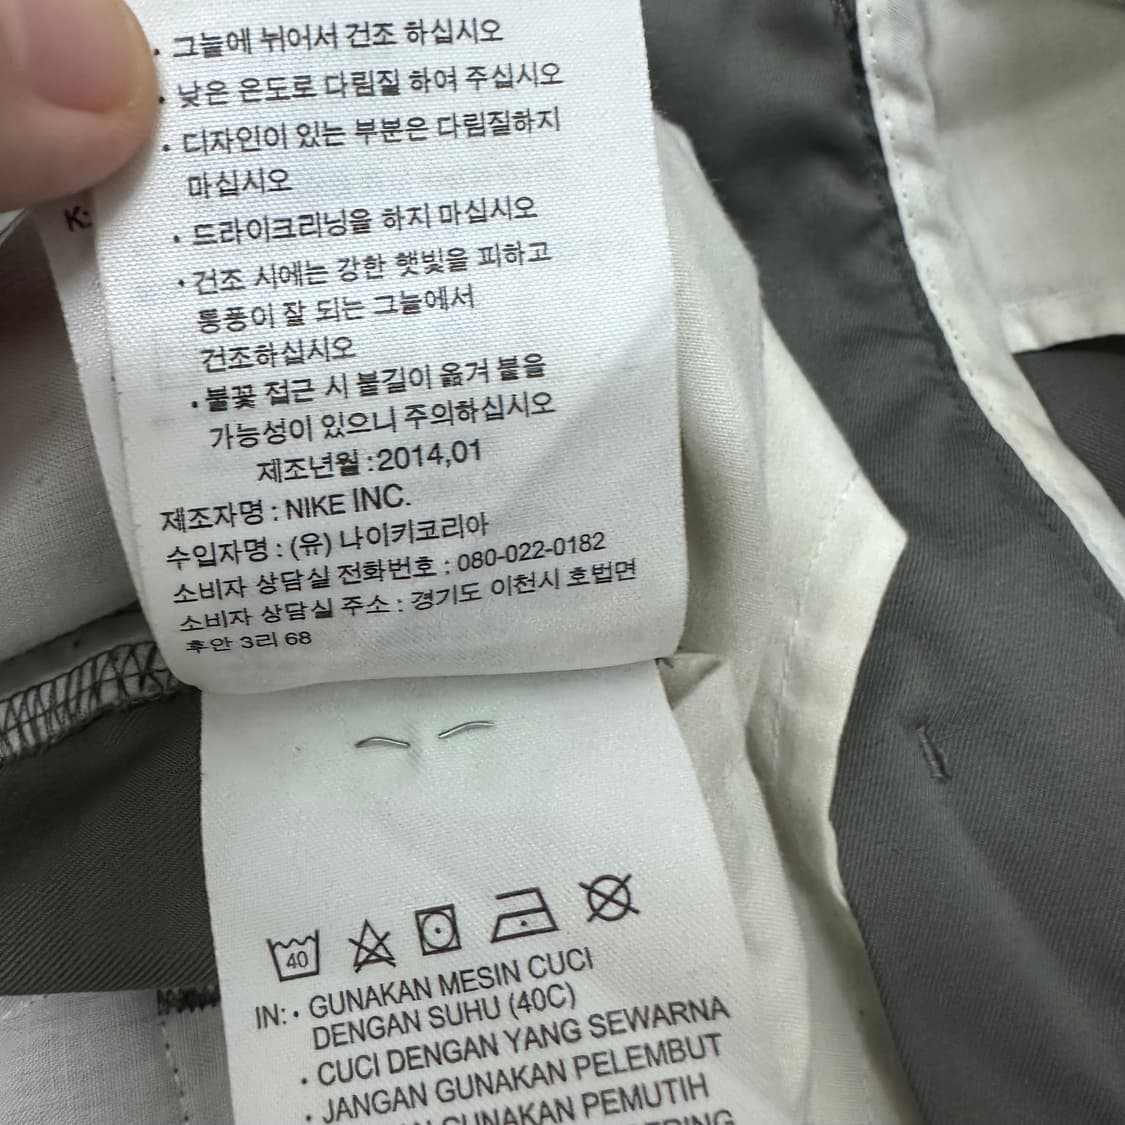 • 그늘에 뉘어서 건조 하십시오
• 낮은 온도로 다림질 하여 주십시오
• 디자인이 있는 부분은 다림질하지
마십시오
K:
• 드라이크리닝을 하지 마십시오
• 건조 시에는 강한 햇빛을 피하고
통풍이 잘 되는 그늘에서
건조하십시오
• 불꽃 접근 시 불길이 옮겨 붙을
가능성이 있으니 주의하십시오
제조년월 : 2014,01
제조자명 : NIKE INC.
수입자명 : (유) 나이키코리아
소비자 상담실 전화번호 : 080-022-0182
소비자 상담실 주소 : 경기도 이천시 호법면
후안 3리 68
40
IN: • GUNAKAN MESIN CUCI
DENGAN SUHU (40C)
• CUCI DENGAN YANG SEWARNA
• JANGAN GUNAKAN PELEMBUT
GUNAKAN PEMUTIH